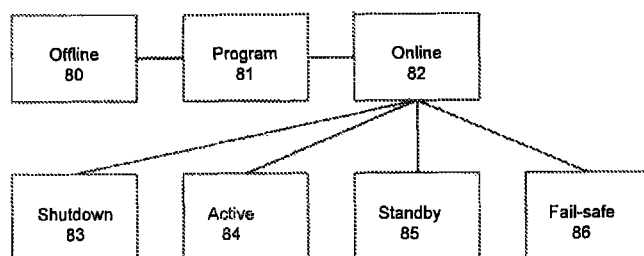 Offline
80
Program
81
Online
82
Shutdown
83
Active
84
Standby
85
Fail-safe
86